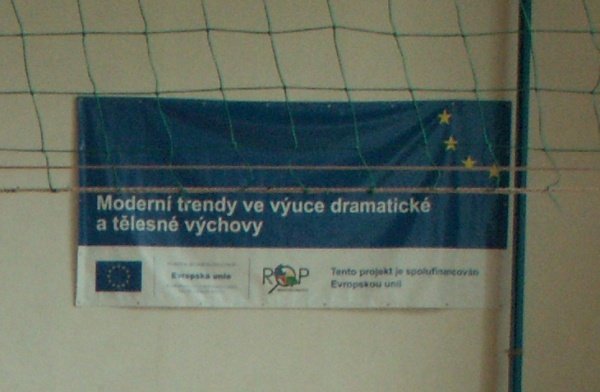 Moderní trendy ve výuce dramatické
a tělesné výchovy
Evropská unie
ROP
Tento projekt je spolufinancován
Evropskou unií